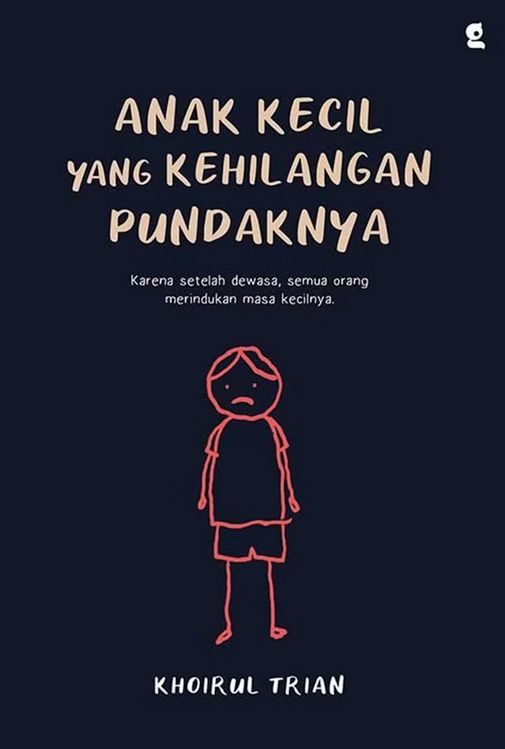 g
ANAK KECIL
YANG KEHILANGAN
PUNDAKNYA
Karena setelah dewasa, semua orang
merindukan masa kecilnya.
KHOIRUL TRIAN